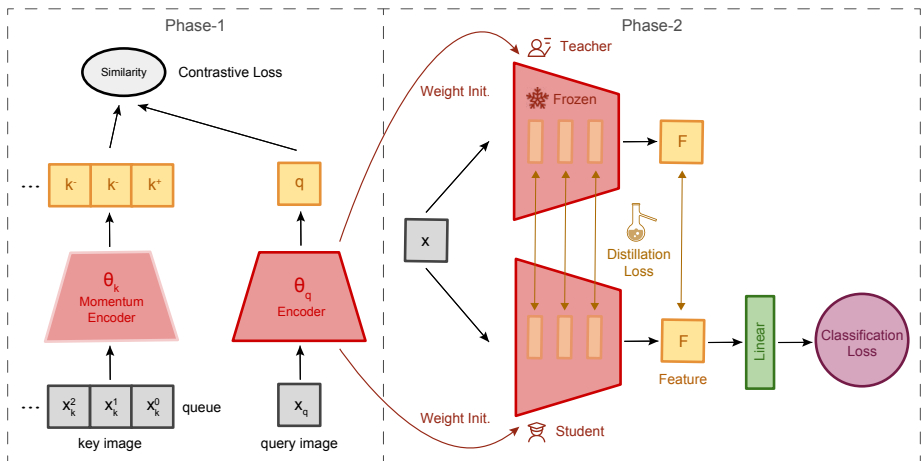 Phase-1
Phase-2
Similarity
Contrastive Loss
... k⁻ k⁻ k⁺
q
θk
Momentum
Encoder
θq
Encoder
... x²k x¹k x⁰k queue
key image
xq
query image
Weight Init.
Weight Init.
Teacher
Frozen
F
x
Distillation
Loss
F
Feature
Linear
Classification
Loss
Student